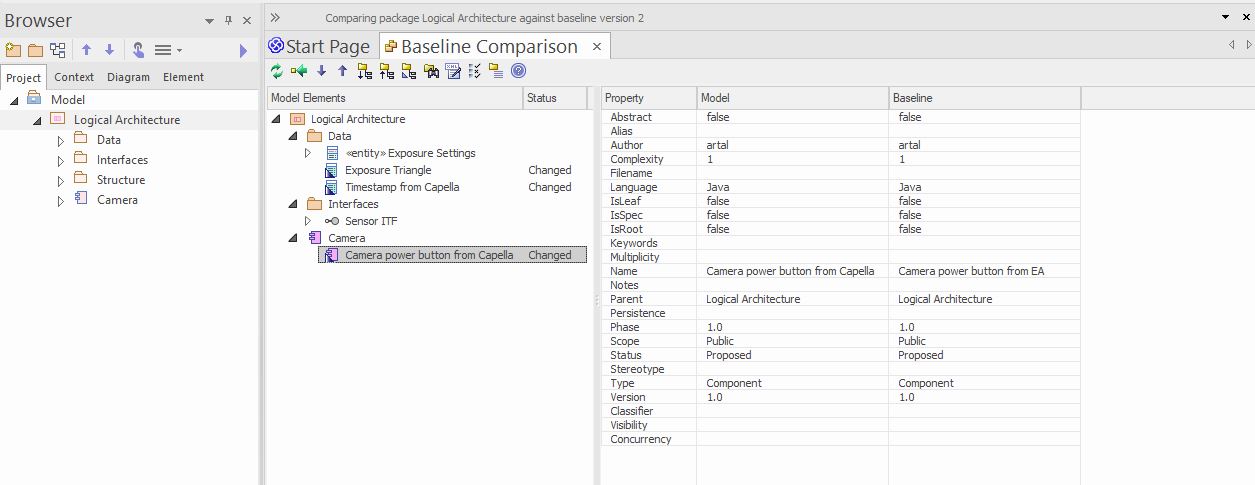 Browser
Project Context Diagram Element
Model
Logical Architecture
Data
Interfaces
Structure
Camera
Comparing package Logical Architecture against baseline version 2
Start Page Baseline Comparison
Model Elements Status
Logical Architecture
Data
«entity» Exposure Settings
Exposure Triangle Changed
Timestamp from Capella Changed
Interfaces
Sensor ITF
Camera
Camera power button from Capella Changed
Property Model Baseline
Abstract false false
Alias
Author artal artal
Complexity 1 1
Filename
Language Java Java
IsLeaf false false
IsSpec false false
IsRoot false false
Keywords
Multiplicity
Name Camera power button from Capella Camera power button from EA
Notes
Parent Logical Architecture Logical Architecture
Persistence
Phase 1.0 1.0
Scope Public Public
Status Proposed Proposed
Stereotype
Type Component Component
Version 1.0 1.0
Classifier
Visibility
Concurrency